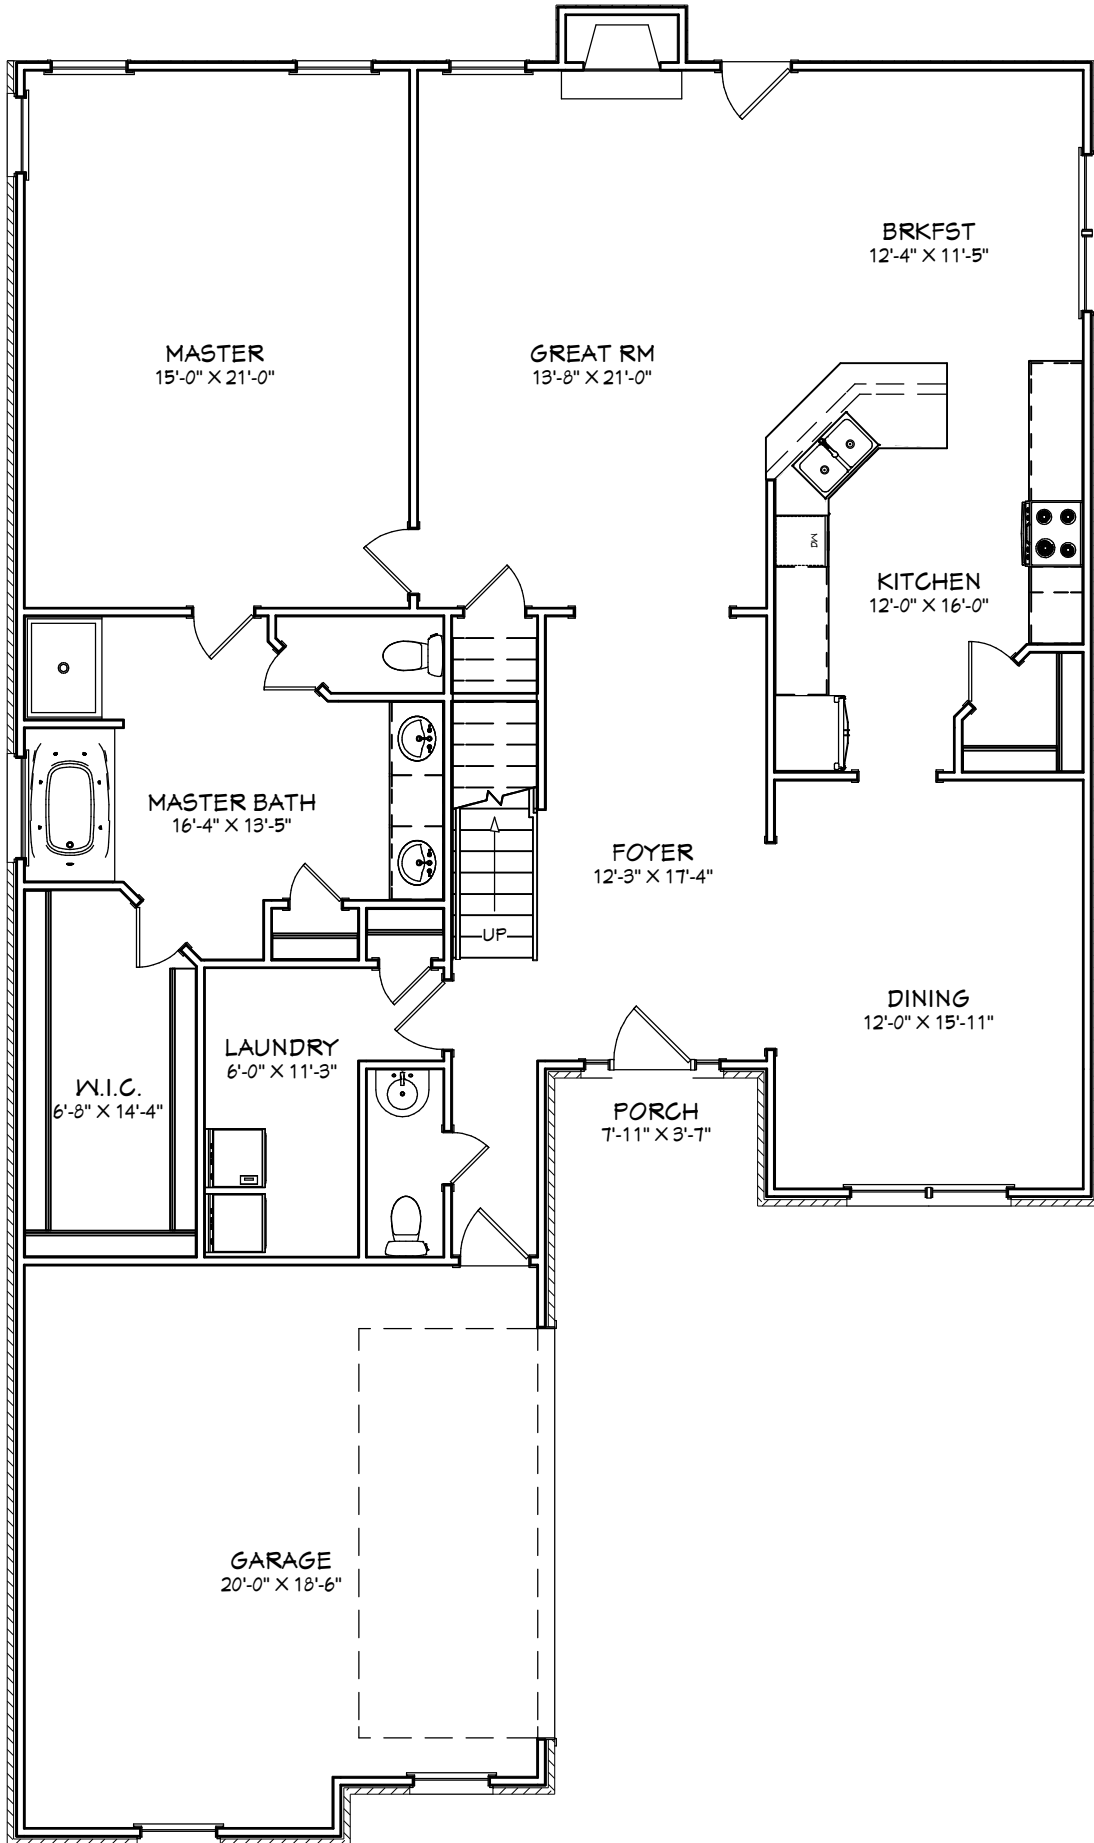 BRKFST
12'-4" X 11'-5"
MASTER
15'-0" X 21'-0"
GREAT RM
13'-8" X 21'-0"
DW
KITCHEN
12'-0" X 16'-0"
MASTER BATH
16'-4" X 13'-5"
FOYER
12'-3" X 17'-4"
UP
DINING
12'-0" X 15'-11"
LAUNDRY
6'-0" X 11'-3"
W.I.C.
6'-8" X 14'-4"
PORCH
7'-11" X 3'-7"
GARAGE
20'-0" X 18'-6"